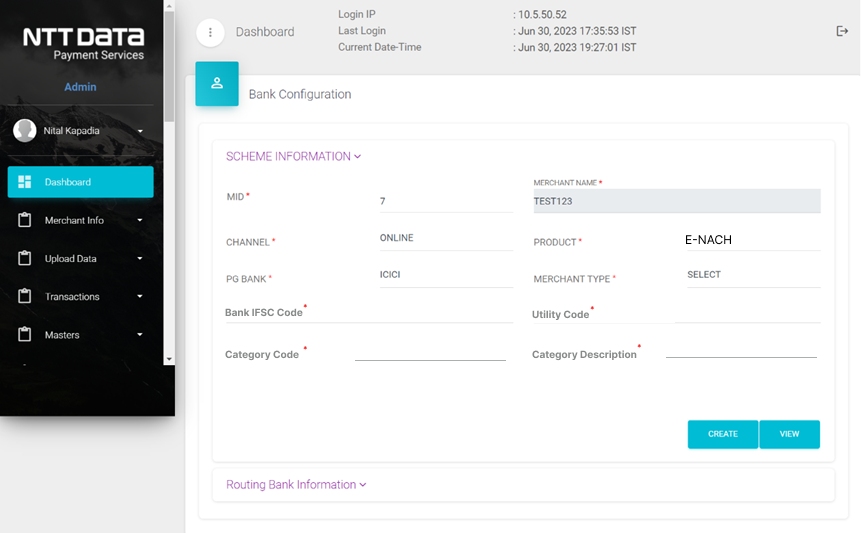 NTT DATA
Payment Services
Admin
Nital Kapadia
Dashboard
Merchant Info
Upload Data
Transactions
Masters
Dashboard
Login IP : 10.5.50.52
Last Login : Jun 30, 2023 17:35:53 IST
Current Date-Time : Jun 30, 2023 19:27:01 IST
Bank Configuration
SCHEME INFORMATION
MID * 7 MERCHANT NAME * TEST123
CHANNEL * ONLINE PRODUCT * E-NACH
PG BANK * ICICI MERCHANT TYPE * SELECT
Bank IFSC Code * Utility Code *
Category Code * Category Description *
CREATE VIEW
Routing Bank Information